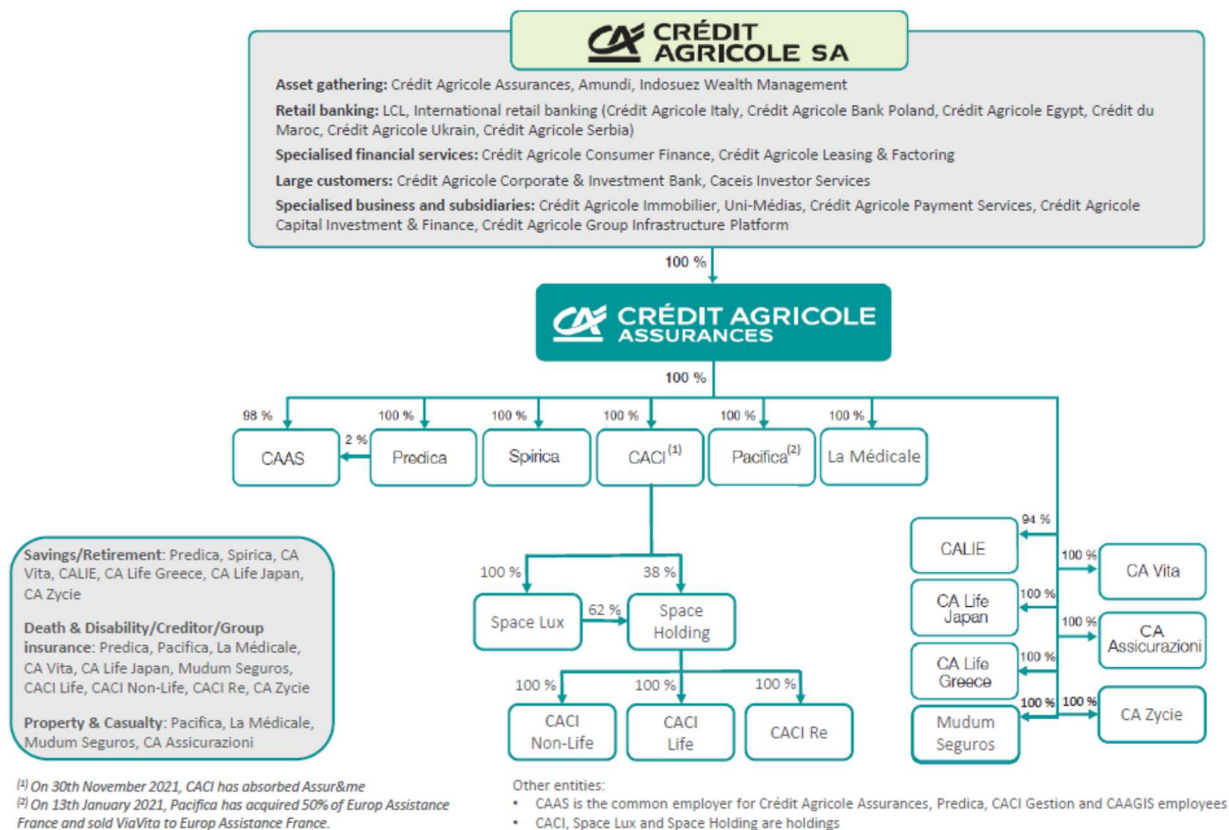 CRÉDIT
AGRICOLE SA
Asset gathering: Crédit Agricole Assurances, Amundi, Indosuez Wealth Management
Retail banking: LCL, International retail banking (Crédit Agricole Italy, Crédit Agricole Bank Poland, Crédit Agricole Egypt, Crédit du
Maroc, Crédit Agricole Ukrain, Crédit Agricole Serbia)
Specialised financial services: Crédit Agricole Consumer Finance, Crédit Agricole Leasing & Factoring
Large customers: Crédit Agricole Corporate & Investment Bank, Caceis Investor Services
Specialised business and subsidiaries: Crédit Agricole Immobilier, Uni-Médias, Crédit Agricole Payment Services, Crédit Agricole
Capital Investment & Finance, Crédit Agricole Group Infrastructure Platform
100 %
CRÉDIT AGRICOLE
ASSURANCES
100 %
98 %
100 %
100 %
100 %
100 %
100 %
2 %
CAAS
Predica
Spirica
CACI(1)
Pacifica(2)
La Médicale
94 %
CALIE
100 %
CA Vita
100 %
CA Life
Japan
100 %
CA
Assicurazioni
100 %
CA Life
Greece
100 %
Mudum
Seguros
100 %
CA Zycie
100 %
38 %
Space Lux
62 %
Space
Holding
100 %
100 %
100 %
CACI
Non-Life
CACI
Life
CACI Re
Savings/Retirement: Predica, Spirica, CA
Vita, CALIE, CA Life Greece, CA Life Japan,
CA Zycie
Death & Disability/Creditor/Group
insurance: Predica, Pacifica, La Médicale,
CA Vita, CA Life Japan, Mudum Seguros,
CACI Life, CACI Non-Life, CACI Re, CA Zycie
Property & Casualty: Pacifica, La Médicale,
Mudum Seguros, CA Assicurazioni
(1) On 30th November 2021, CACI has absorbed Assur&me
(2) On 13th January 2021, Pacifica has acquired 50% of Europ Assistance
France and sold ViaVita to Europ Assistance France.
Other entities:
• CAAS is the common employer for Crédit Agricole Assurances, Predica, CACI Gestion and CAAGIS employees
• CACI, Space Lux and Space Holding are holdings